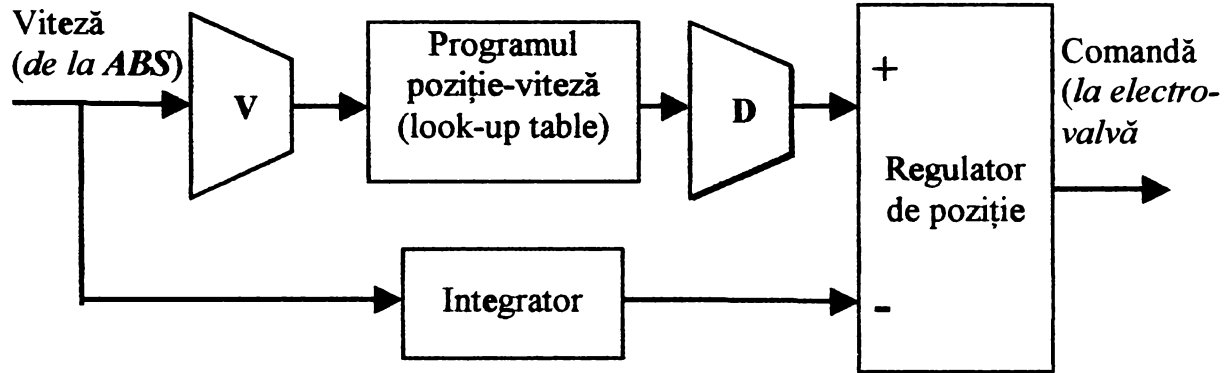 Viteză
(de la ABS)
V
Programul
poziție-viteză
(look-up table)
D
+
Regulator
de poziție
-
Comandă
(la electro-
valvă
Integrator